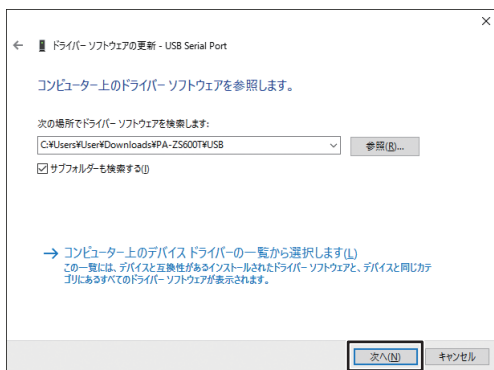 ドライバー ソフトウェアの更新 - USB Serial Port
コンピューター上のドライバー ソフトウェアを参照します。
次の場所でドライバー ソフトウェアを検索します:
C:¥Users¥User¥Downloads¥PA-ZS600T¥USB
参照(R)...
サブフォルダーも検索する(I)
→ コンピューター上のデバイス ドライバーの一覧から選択します(L)
この一覧には、デバイスと互換性があるインストールされたドライバー ソフトウェアと、デバイスと同じカテ
ゴリにあるすべてのドライバー ソフトウェアが表示されます。
次へ(N)
キャンセル